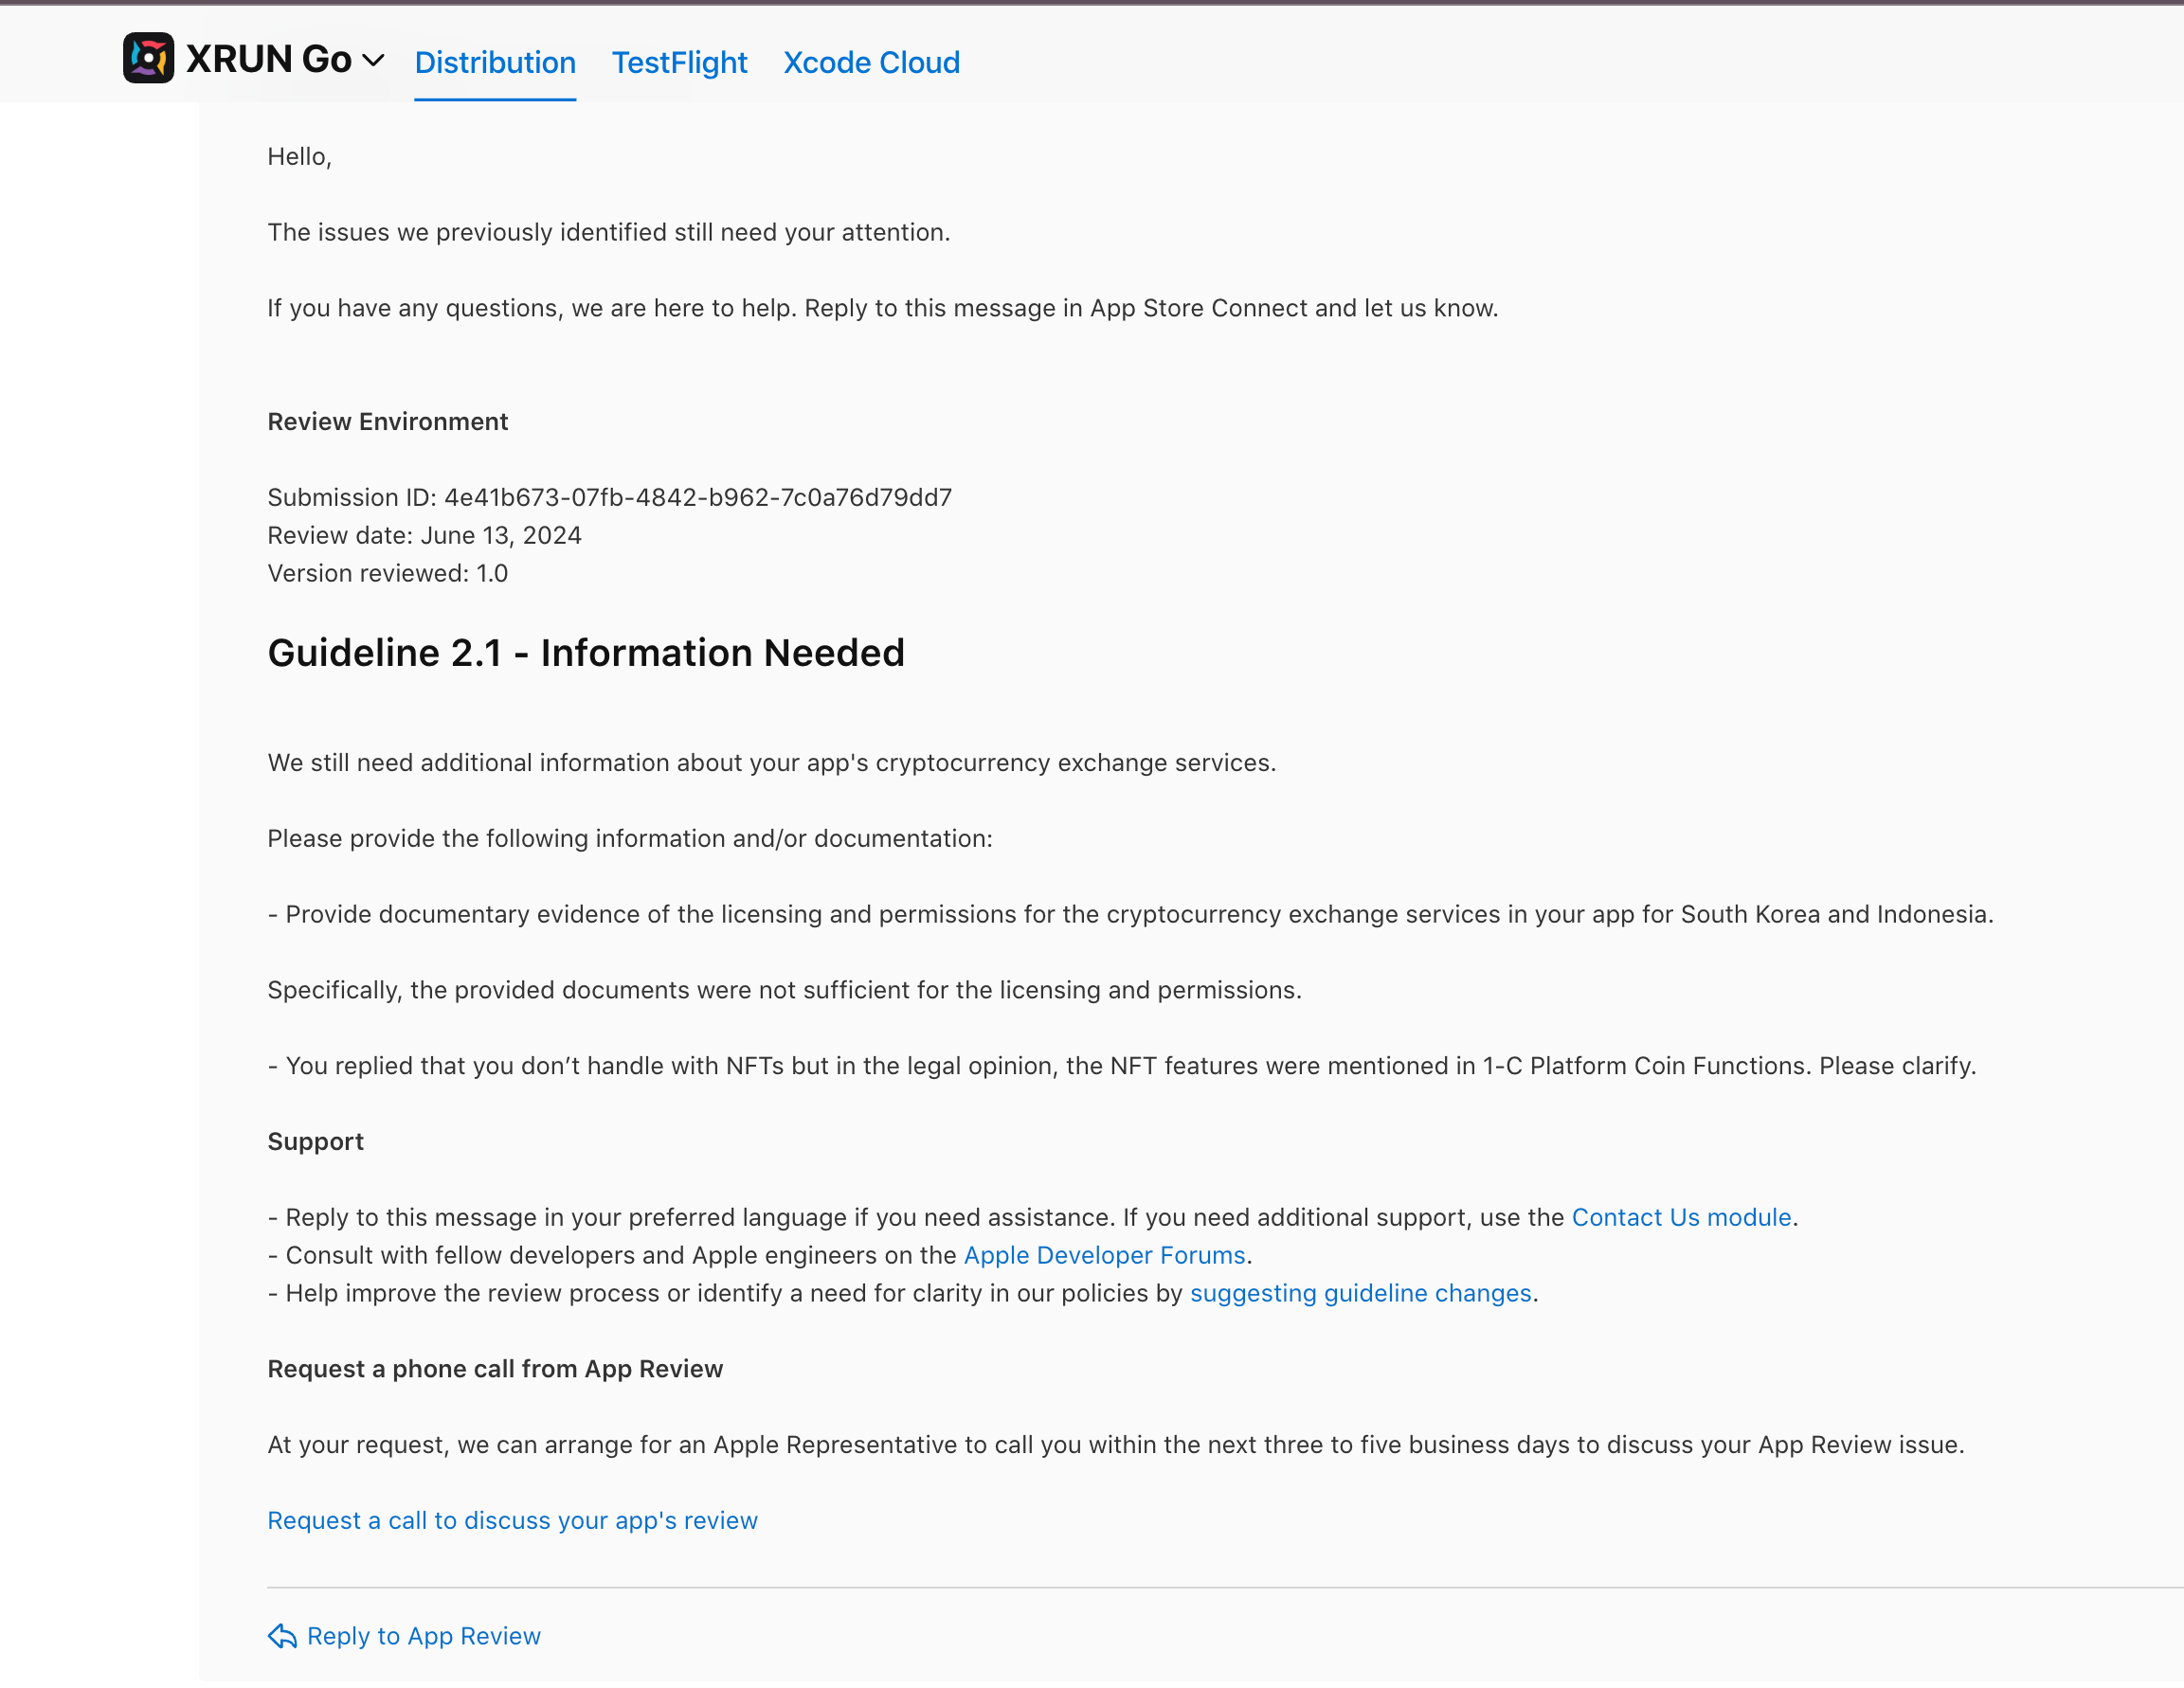 XRUN Go Distribution TestFlight Xcode Cloud
Hello,
The issues we previously identified still need your attention.
If you have any questions, we are here to help. Reply to this message in App Store Connect and let us know.
Review Environment
Submission ID: 4e41b673-07fb-4842-b962-7c0a76d79dd7
Review date: June 13, 2024
Version reviewed: 1.0
Guideline 2.1 - Information Needed
We still need additional information about your app's cryptocurrency exchange services.
Please provide the following information and/or documentation:
- Provide documentary evidence of the licensing and permissions for the cryptocurrency exchange services in your app for South Korea and Indonesia.
Specifically, the provided documents were not sufficient for the licensing and permissions.
- You replied that you don’t handle with NFTs but in the legal opinion, the NFT features were mentioned in 1-C Platform Coin Functions. Please clarify.
Support
- Reply to this message in your preferred language if you need assistance. If you need additional support, use the Contact Us module.
- Consult with fellow developers and Apple engineers on the Apple Developer Forums.
- Help improve the review process or identify a need for clarity in our policies by suggesting guideline changes.
Request a phone call from App Review
At your request, we can arrange for an Apple Representative to call you within the next three to five business days to discuss your App Review issue.
Request a call to discuss your app's review
Reply to App Review